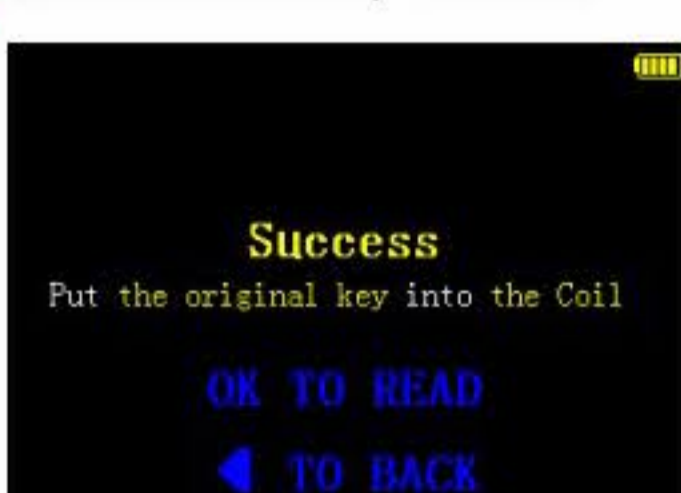 Success
Put the original key into the Coil
OK TO READ
◀ TO BACK